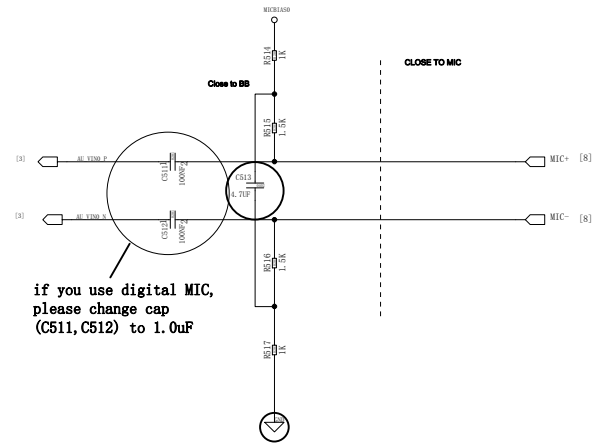 MICBIAS0
R514
1K
Close to BB
CLOSE TO MIC
R515
1.5K
[3]
AU_VIN0_P
C511
100NF
2
C513
4.7UF
MIC+ [8]
[3]
AU_VIN0_N
C512
100NF
2
MIC- [8]
R516
1.5K
if you use digital MIC,
please change cap
(C511,C512) to 1.0uF
R517
1K